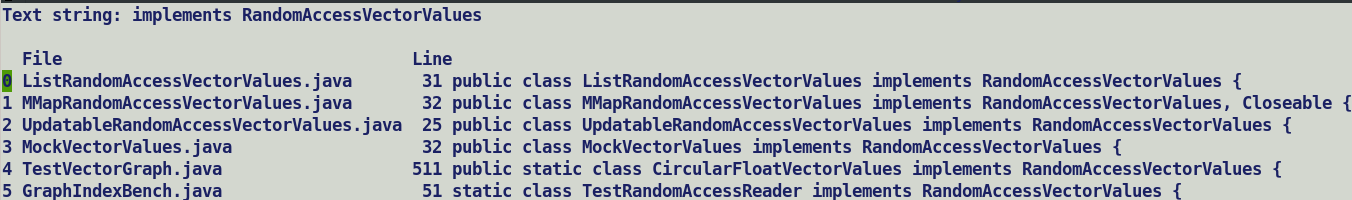 Text string: implements RandomAccessVectorValues
File Line
0 ListRandomAccessVectorValues.java 31 public class ListRandomAccessVectorValues implements RandomAccessVectorValues {
1 MMapRandomAccessVectorValues.java 32 public class MMapRandomAccessVectorValues implements RandomAccessVectorValues, Closeable {
2 UpdatableRandomAccessVectorValues.java 25 public class UpdatableRandomAccessVectorValues implements RandomAccessVectorValues {
3 MockVectorValues.java 32 public class MockVectorValues implements RandomAccessVectorValues {
4 TestVectorGraph.java 511 public static class CircularFloatVectorValues implements RandomAccessVectorValues {
5 GraphIndexBench.java 51 static class TestRandomAccessReader implements RandomAccessVectorValues {